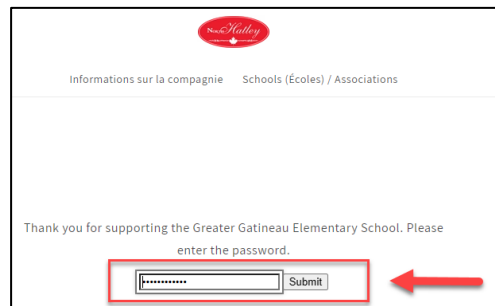 North Hatley
Informations sur la compagnie Schools (Écoles) / Associations
Thank you for supporting the Greater Gatineau Elementary School. Please
enter the password.
•••••••••••• Submit